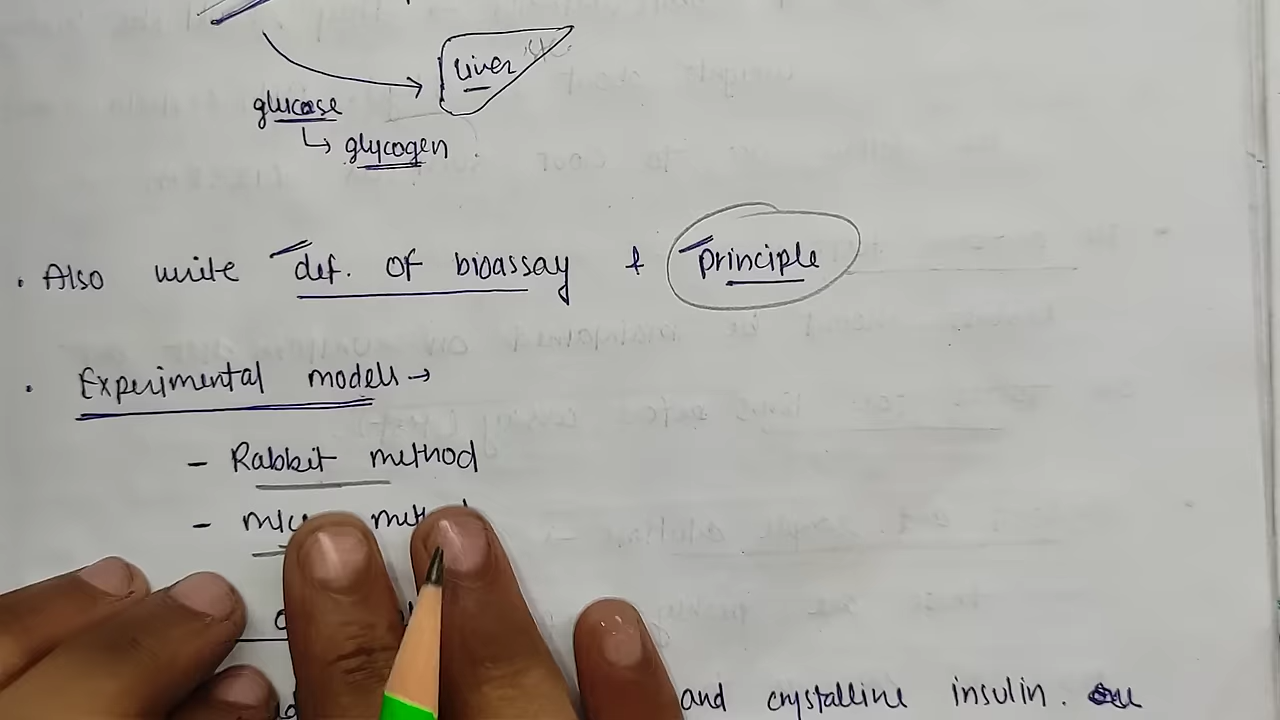 Liver
glucose
↳ glycogen
. Also write def. of bioassay & principle
. Experimental models →
- Rabbit method
- 
and crystalline insulin.